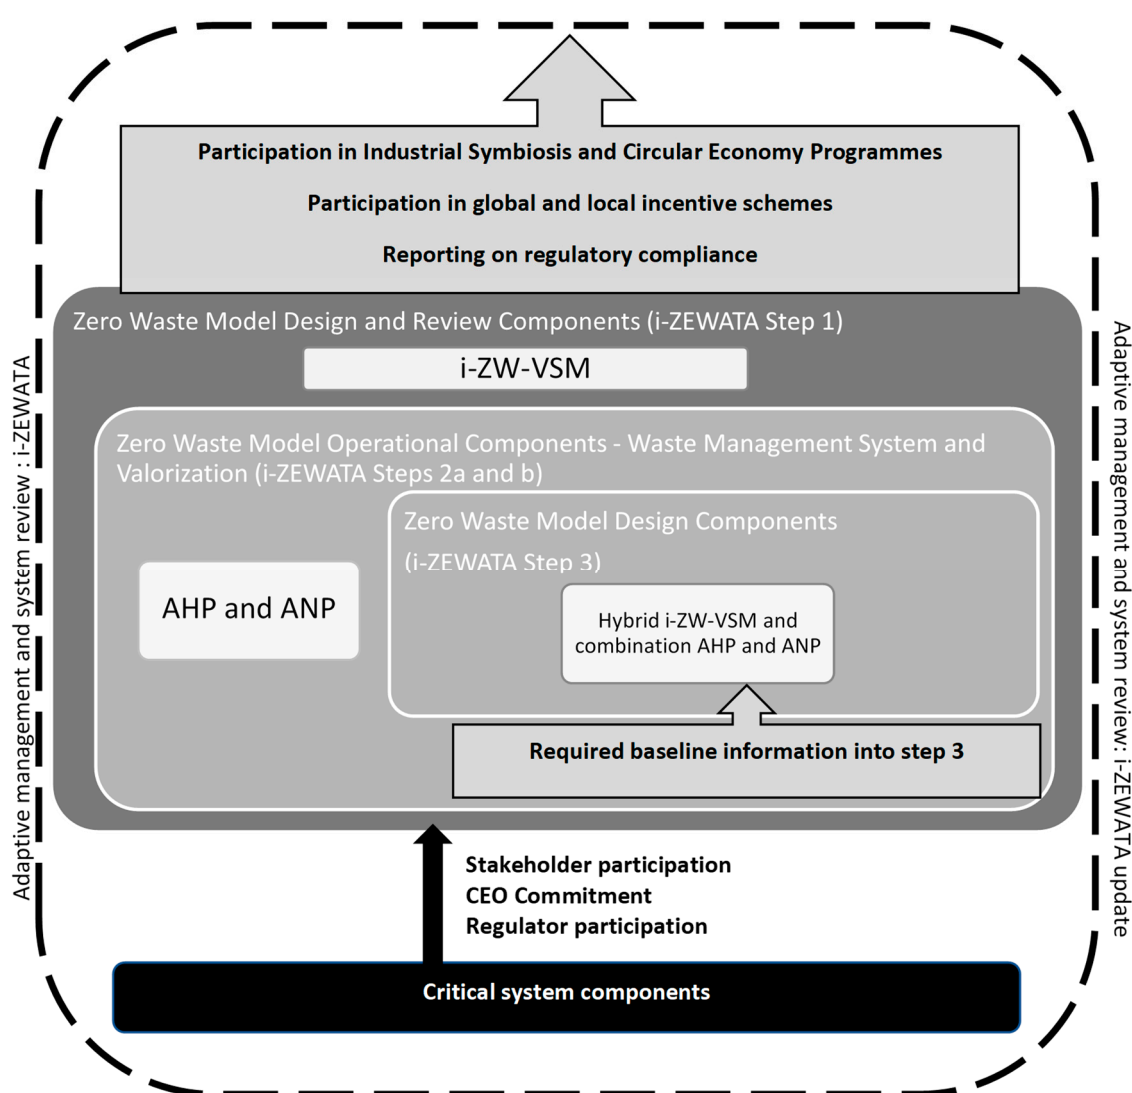 Participation in Industrial Symbiosis and Circular Economy Programmes
Participation in global and local incentive schemes
Reporting on regulatory compliance
Zero Waste Model Design and Review Components (i-ZEWATA Step 1)
i-ZW-VSM
Zero Waste Model Operational Components - Waste Management System and
Valorization (i-ZEWATA Steps 2a and b)
Zero Waste Model Design Components
(i-ZEWATA Step 3)
AHP and ANP
Hybrid i-ZW-VSM and
combination AHP and ANP
Required baseline information into step 3
Stakeholder participation
CEO Commitment
Regulator participation
Critical system components
Adaptive management and system review : i-ZEWATA
Adaptive management and system review: i-ZEWATA update